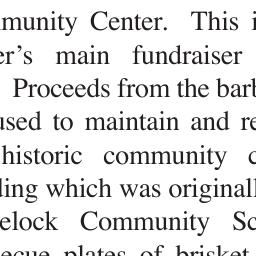 munity Center. This i
er's main fundraiser
Proceeds from the barb
used to maintain and re
historic community c
ding which was originall
elock Community Sc
ecue plates of brisket